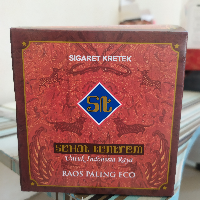 SIGARET KRETEK
St
SEHAT TENTREM
Untuk Indonesia Raya
RAOS PALING ECO